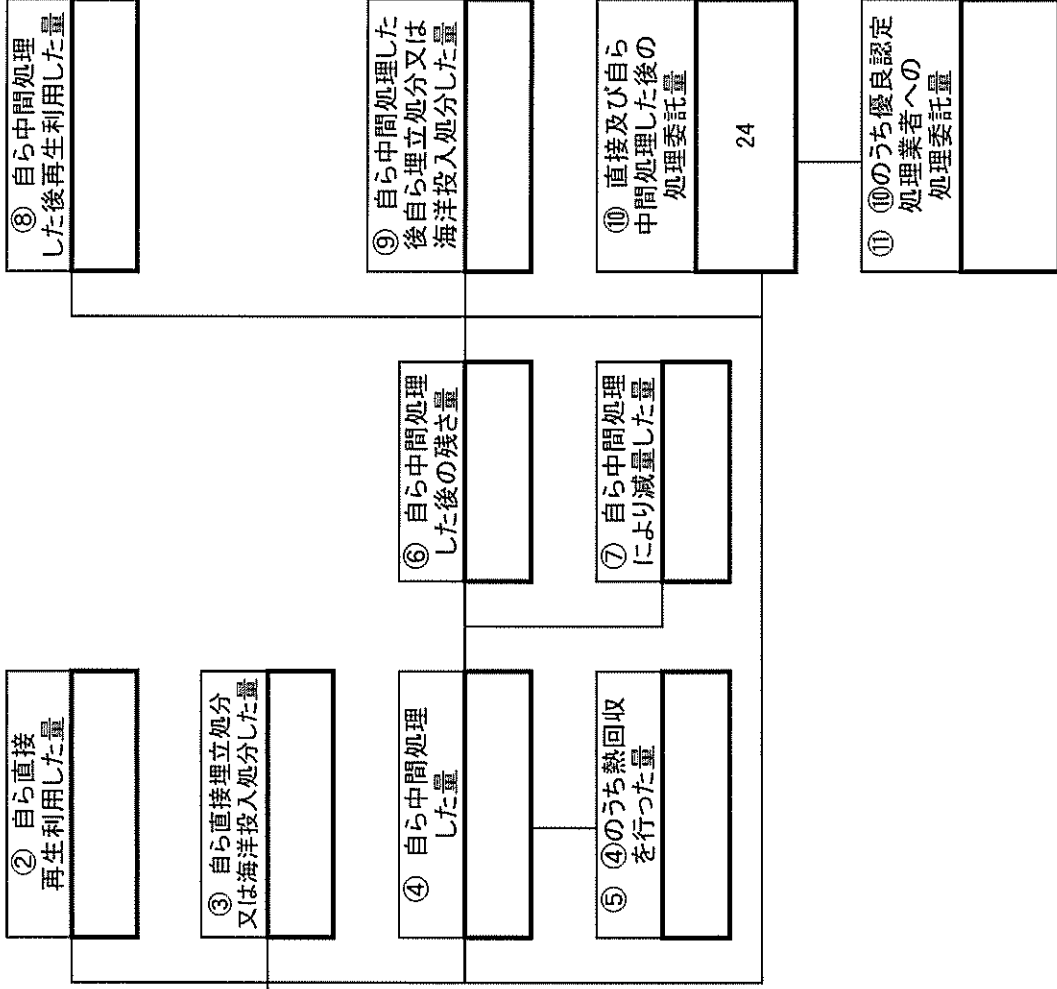 ② 自ら直接
再生利用した量
③ 自ら直接埋立処分
又は海洋投入処分した量
④ 自ら中間処理
した量
⑤ ④のうち熱回収
を行った量
⑥ 自ら中間処理
した後の残さ量
⑦ 自ら中間処理
により減量した量
⑧ 自ら中間処理
した後再生利用した量
⑨ 自ら中間処理した
後自ら埋立処分又は
海洋投入処分した量
⑩ 直接及び自ら
中間処理した後の
処理委託量
24
⑪ ⑩のうち優良認定
処理業者への
処理委託量